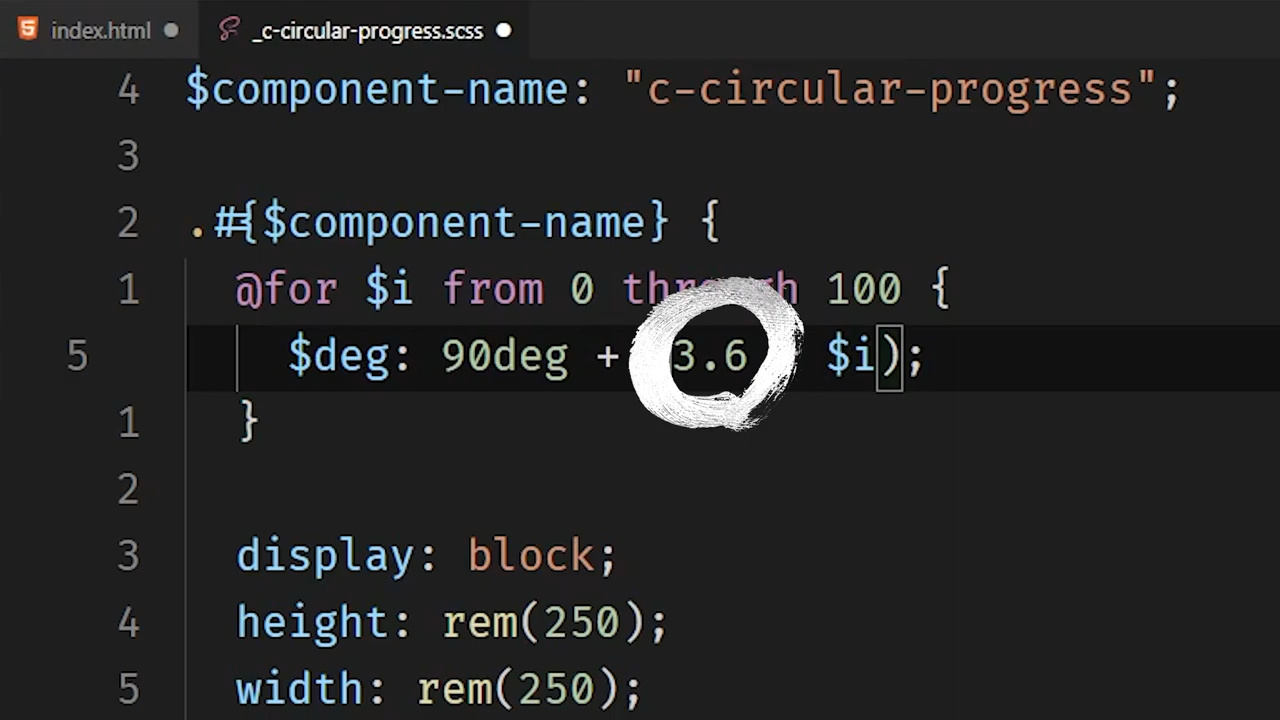 index.html
_c-circular-progress.scss
4 $component-name: "c-circular-progress";
3
2 .#{$component-name} {
1 @for $i from 0 through 100 {
5 $deg: 90deg + 3.6 $i);
1 }
2
3 display: block;
4 height: rem(250);
5 width: rem(250);